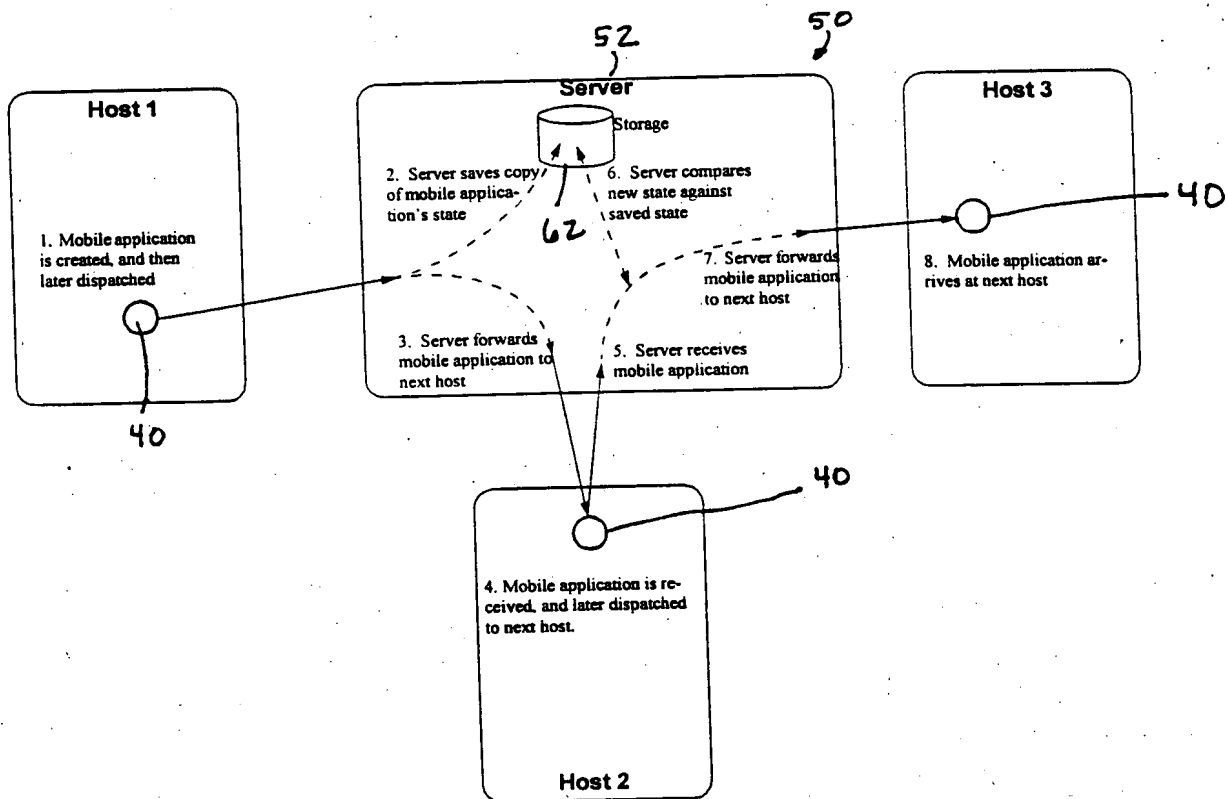 50
52
Host 1
Server
Host 3
Storage
2. Server saves copy
of mobile applica-
tion's state
6. Server compares
new state against
saved state
62
40
1. Mobile application
is created, and then
later dispatched
7. Server forwards
mobile application
to next host
8. Mobile application ar-
rives at next host
3. Server forwards
mobile application to
next host
5. Server receives
mobile application
40
40
4. Mobile application is re-
ceived, and later dispatched
to next host.
Host 2